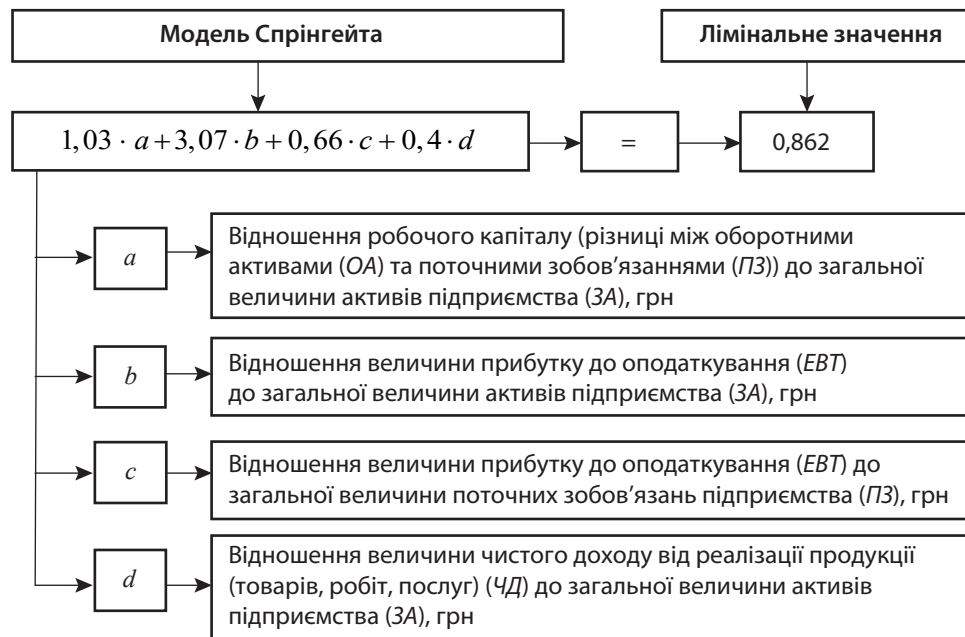 Модель Спрінгейта
Лімінальне значення
1,03 · a + 3,07 · b + 0,66 · c + 0,4 · d
=
0,862
a
Відношення робочого капіталу (різниці між оборотними
активами (ОА) та поточними зобов'язаннями (ПЗ)) до загальної
величини активів підприємства (ЗА), грн
b
Відношення величини прибутку до оподаткування (EBT)
до загальної величини активів підприємства (ЗА), грн
c
Відношення величини прибутку до оподаткування (EBT) до
загальної величини поточних зобов'язань підприємства (ПЗ), грн
d
Відношення величини чистого доходу від реалізації продукції
(товарів, робіт, послуг) (ЧД) до загальної величини активів
підприємства (ЗА), грн